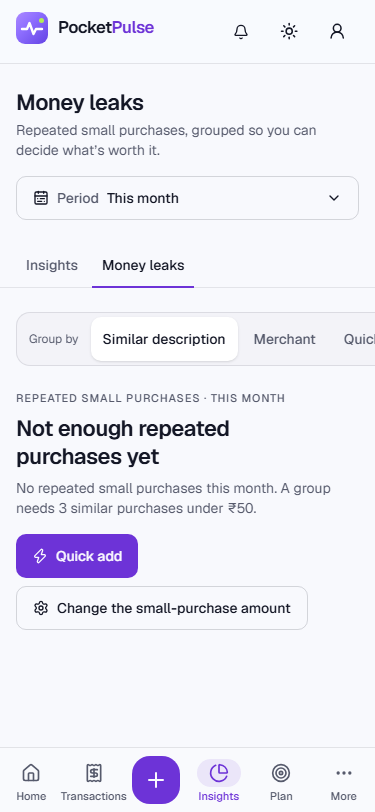 PocketPulse
Money leaks
Repeated small purchases, grouped so you can
decide what's worth it.
Period This month
Insights Money leaks
Group by Similar description Merchant Quic
REPEATED SMALL PURCHASES · THIS MONTH
Not enough repeated
purchases yet
No repeated small purchases this month. A group
needs 3 similar purchases under ₹50.
Quick add
Change the small-purchase amount
Home Transactions Insights Plan More